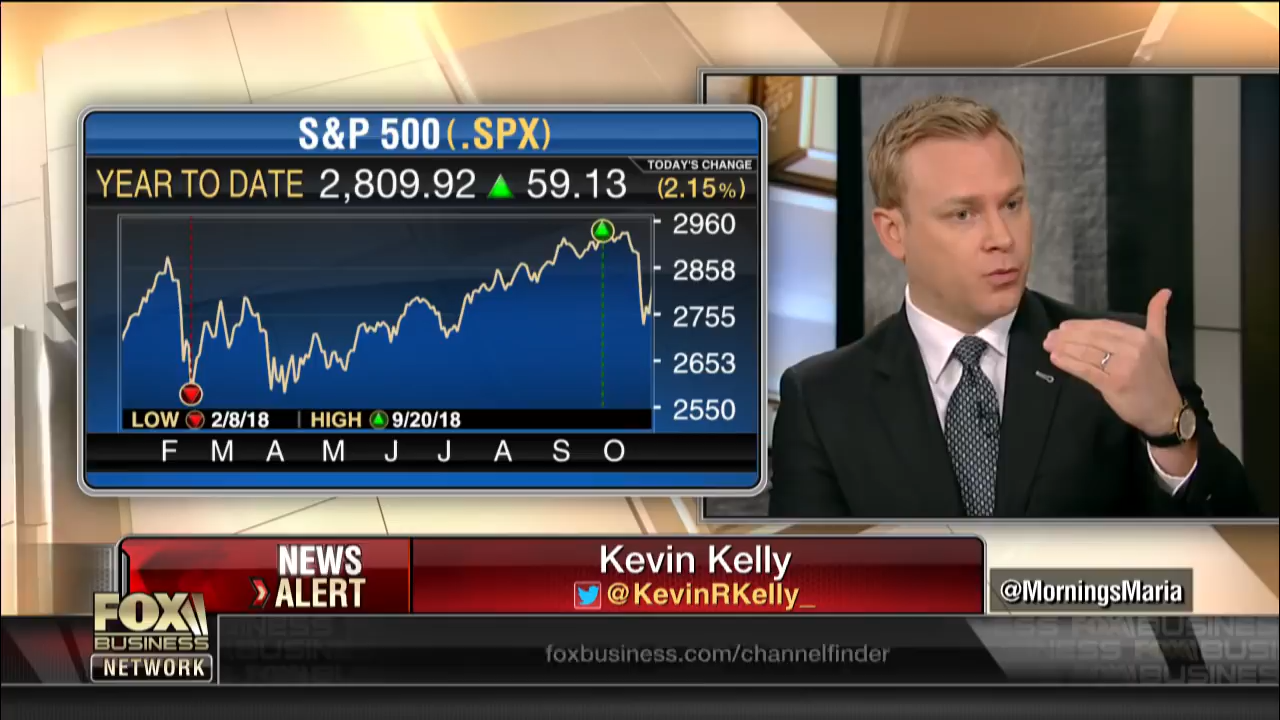 S&P 500 (.SPX)
TODAY'S CHANGE
YEAR TO DATE 2,809.92 59.13 (2.15%)
2960
2858
2755
2653
2550
LOW 2/8/18 | HIGH 9/20/18
F M A M J J A S O
NEWS
ALERT
Kevin Kelly
@KevinRKelly_
@MorningsMaria
FOX
BUSINESS
NETWORK
foxbusiness.com/channelfinder